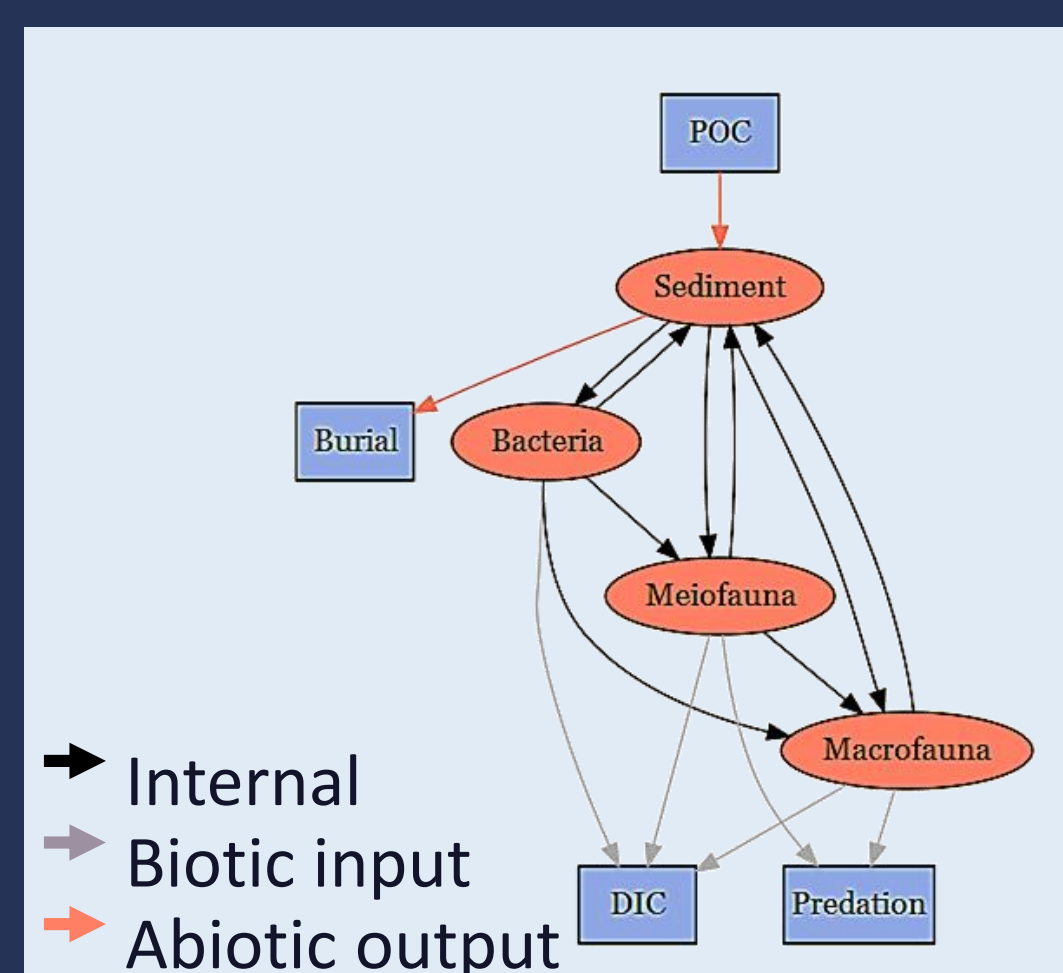 POC
Sediment
Burial
Bacteria
Meiofauna
Macrofauna
Internal
Biotic input
Abiotic output
DIC
Predation